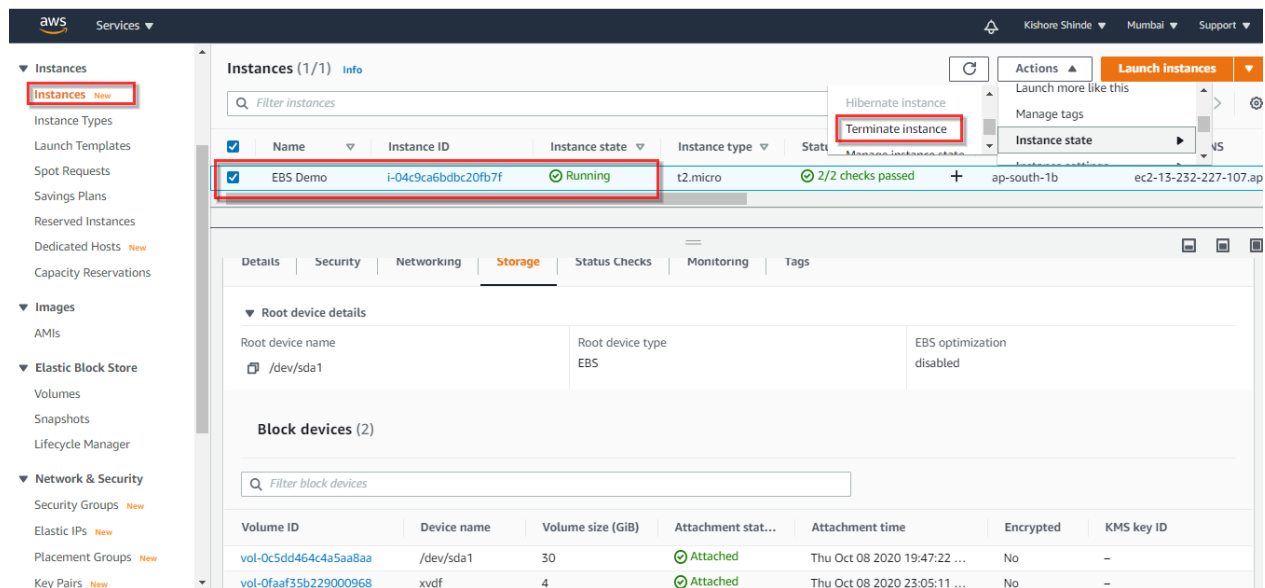 aws Services ▼ Kishore Shinde ▼ Mumbai ▼ Support ▼
▼ Instances
Instances New
Instance Types
Launch Templates
Spot Requests
Savings Plans
Reserved Instances
Dedicated Hosts New
Capacity Reservations
▼ Images
AMIs
▼ Elastic Block Store
Volumes
Snapshots
Lifecycle Manager
▼ Network & Security
Security Groups New
Elastic IPs New
Placement Groups New
Key Pairs New
Instances (1/1) Info Actions ▲ Launch instances ▼
Filter instances
Hibernate instance
Terminate instance
Manage instance state
Launch more like this
Manage tags
Instance state
Instance settings
Name Instance ID Instance state Instance type Statu NS
EBS Demo i-04c9ca6bdbc20fb7f Running t2.micro 2/2 checks passed + ap-south-1b ec2-13-232-227-107.ap
Details Security Networking Storage Status Checks Monitoring Tags
▼ Root device details
Root device name Root device type EBS optimization
/dev/sda1 EBS disabled
Block devices (2)
Filter block devices
Volume ID Device name Volume size (GiB) Attachment stat... Attachment time Encrypted KMS key ID
vol-0c5dd464c4a5aa8aa /dev/sda1 30 Attached Thu Oct 08 2020 19:47:22 ... No –
vol-0faaf35b229000968 xvdf 4 Attached Thu Oct 08 2020 23:05:11 ... No –